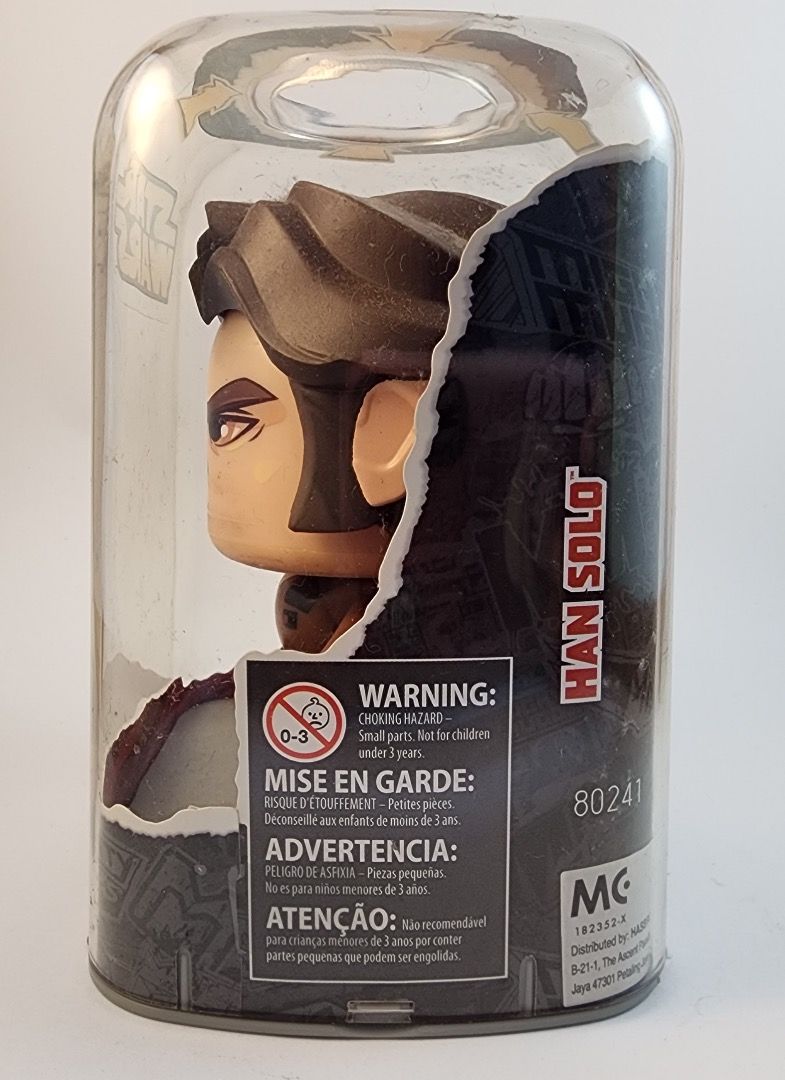 HAN SOLO™
WARNING:
CHOKING HAZARD –
Small parts. Not for children
under 3 years.
0-3
MISE EN GARDE:
RISQUE D'ÉTOUFFEMENT – Petites pièces.
Déconseillé aux enfants de moins de 3 ans.
ADVERTENCIA:
PELIGRO DE ASFIXIA – Piezas pequeñas.
No es para niños menores de 3 años.
ATENÇÃO: Não recomendável
para crianças menores de 3 anos por conter
partes pequenas que podem ser engolidas.
80241
MC
182352-X
Distributed by: HASB
B-21-1, The Ascent
Jaya 47301 Petaling